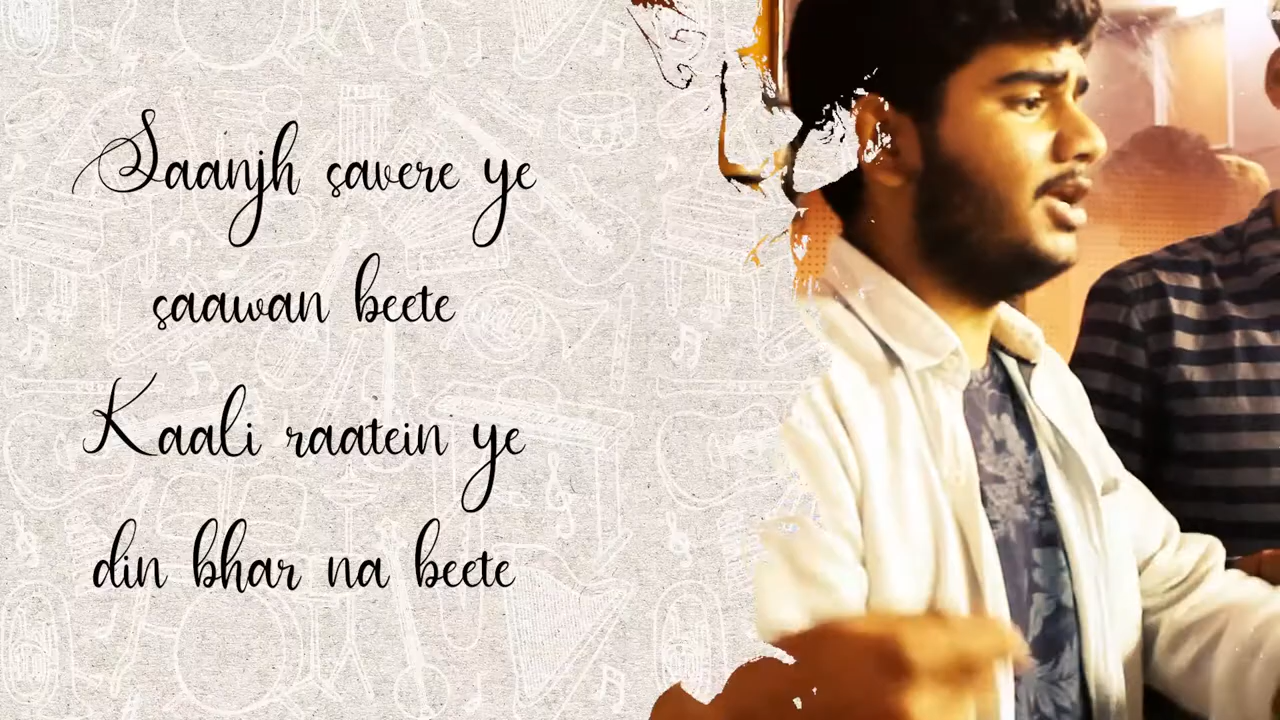 Saanjh savere ye
saawan beete
Kaali raatein ye
din bhar na beete